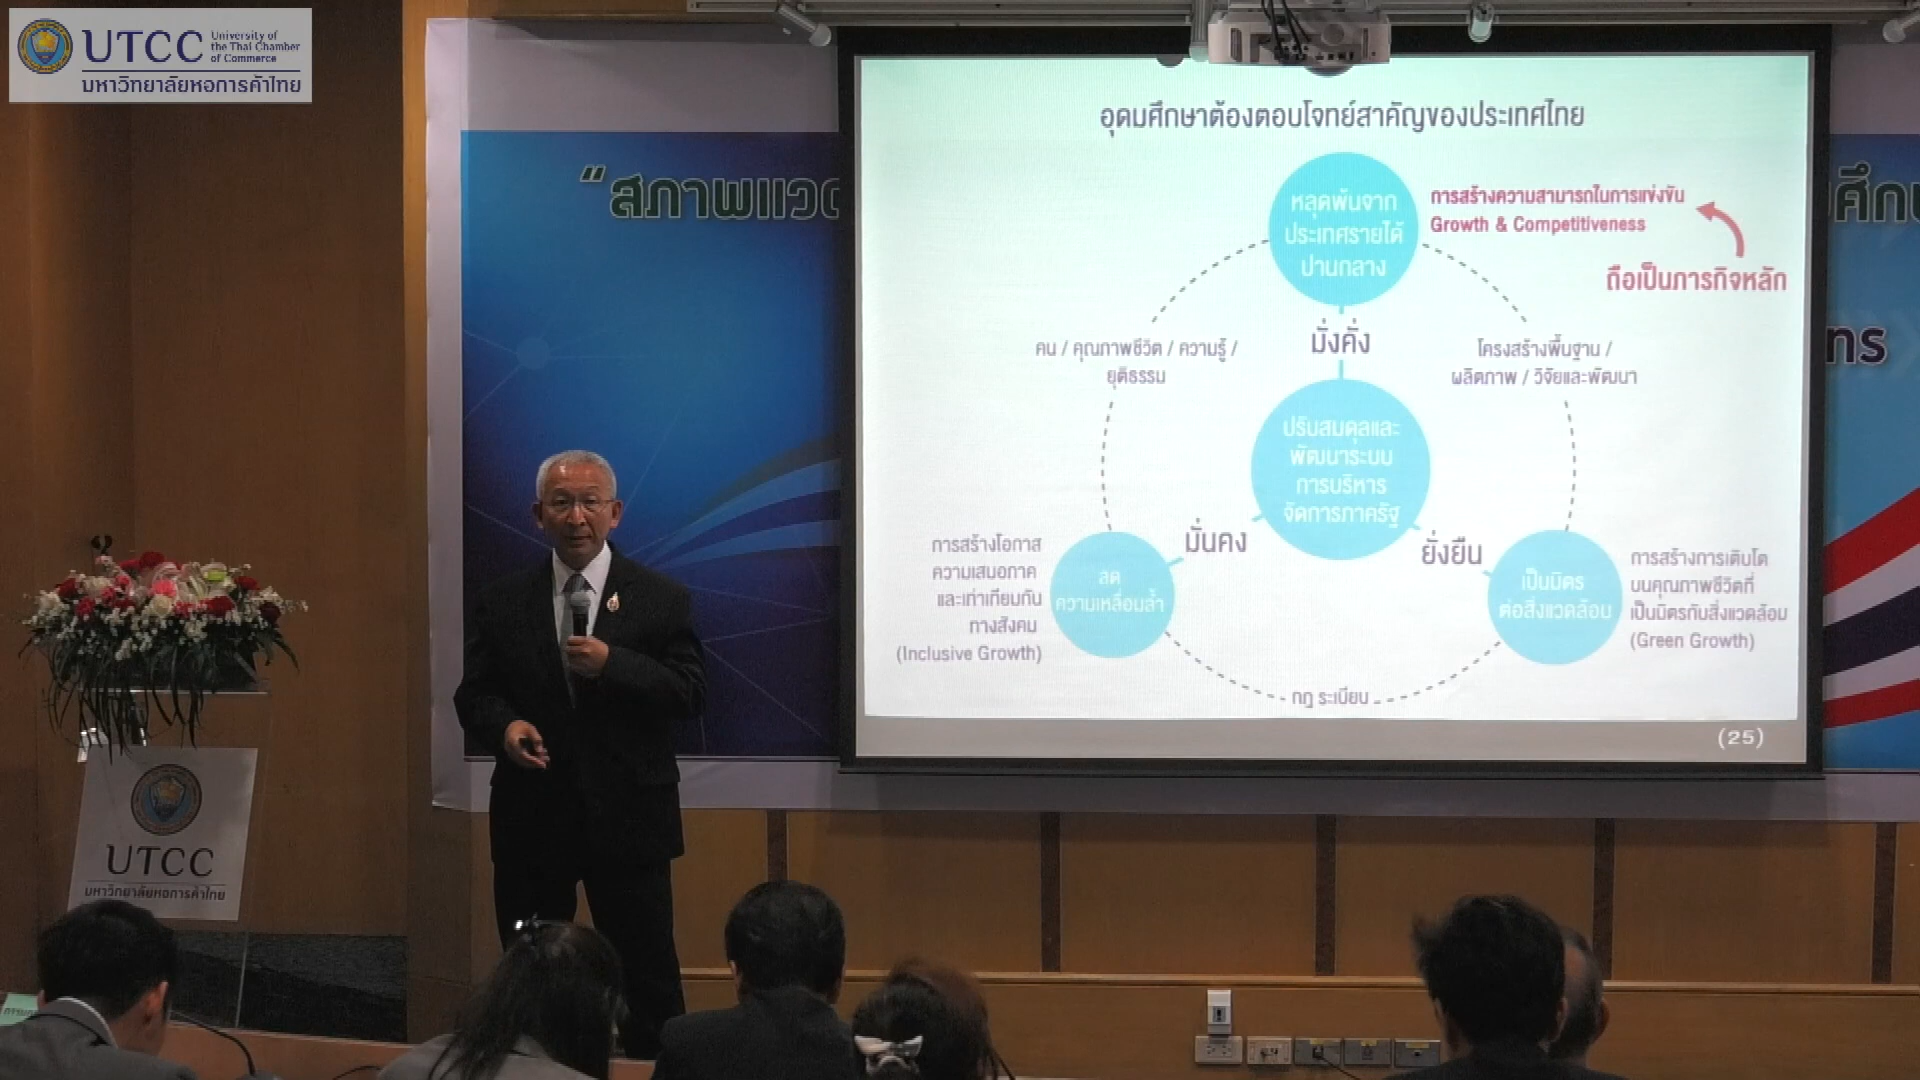 UTCC
University of
the Thai Chamber
of Commerce
มหาวิทยาลัยหอการค้าไทย
“สภาพแวด
ศึกษ
ทร
อุดมศึกษาต้องตอบโจทย์สาคัญของประเทศไทย
หลุดพ้นจาก
ประเทศรายได้
ปานกลาง
การสร้างความสามารถในการแข่งขัน
Growth & Competitiveness
ถือเป็นภารกิจหลัก
มั่งคั่ง
คน / คุณภาพชีวิต / ความรู้ /
ยุติธรรม
โครงสร้างพื้นฐาน /
ผลิตภาพ / วิจัยและพัฒนา
ปรับสมดุลและ
พัฒนาระบบ
การบริหาร
จัดการภาครัฐ
มั่นคง
ยั่งยืน
การสร้างโอกาส
ความเสมอภาค
และเท่าเทียมกัน
ทางสังคม
(Inclusive Growth)
ลด
ความเหลื่อมล้ำ
เป็นมิตร
ต่อสิ่งแวดล้อม
การสร้างการเติบโต
บนคุณภาพชีวิตที่
เป็นมิตรกับสิ่งแวดล้อม
(Green Growth)
กฎ ระเบียบ
(25)
UTCC
มหาวิทยาลัยหอการค้าไทย